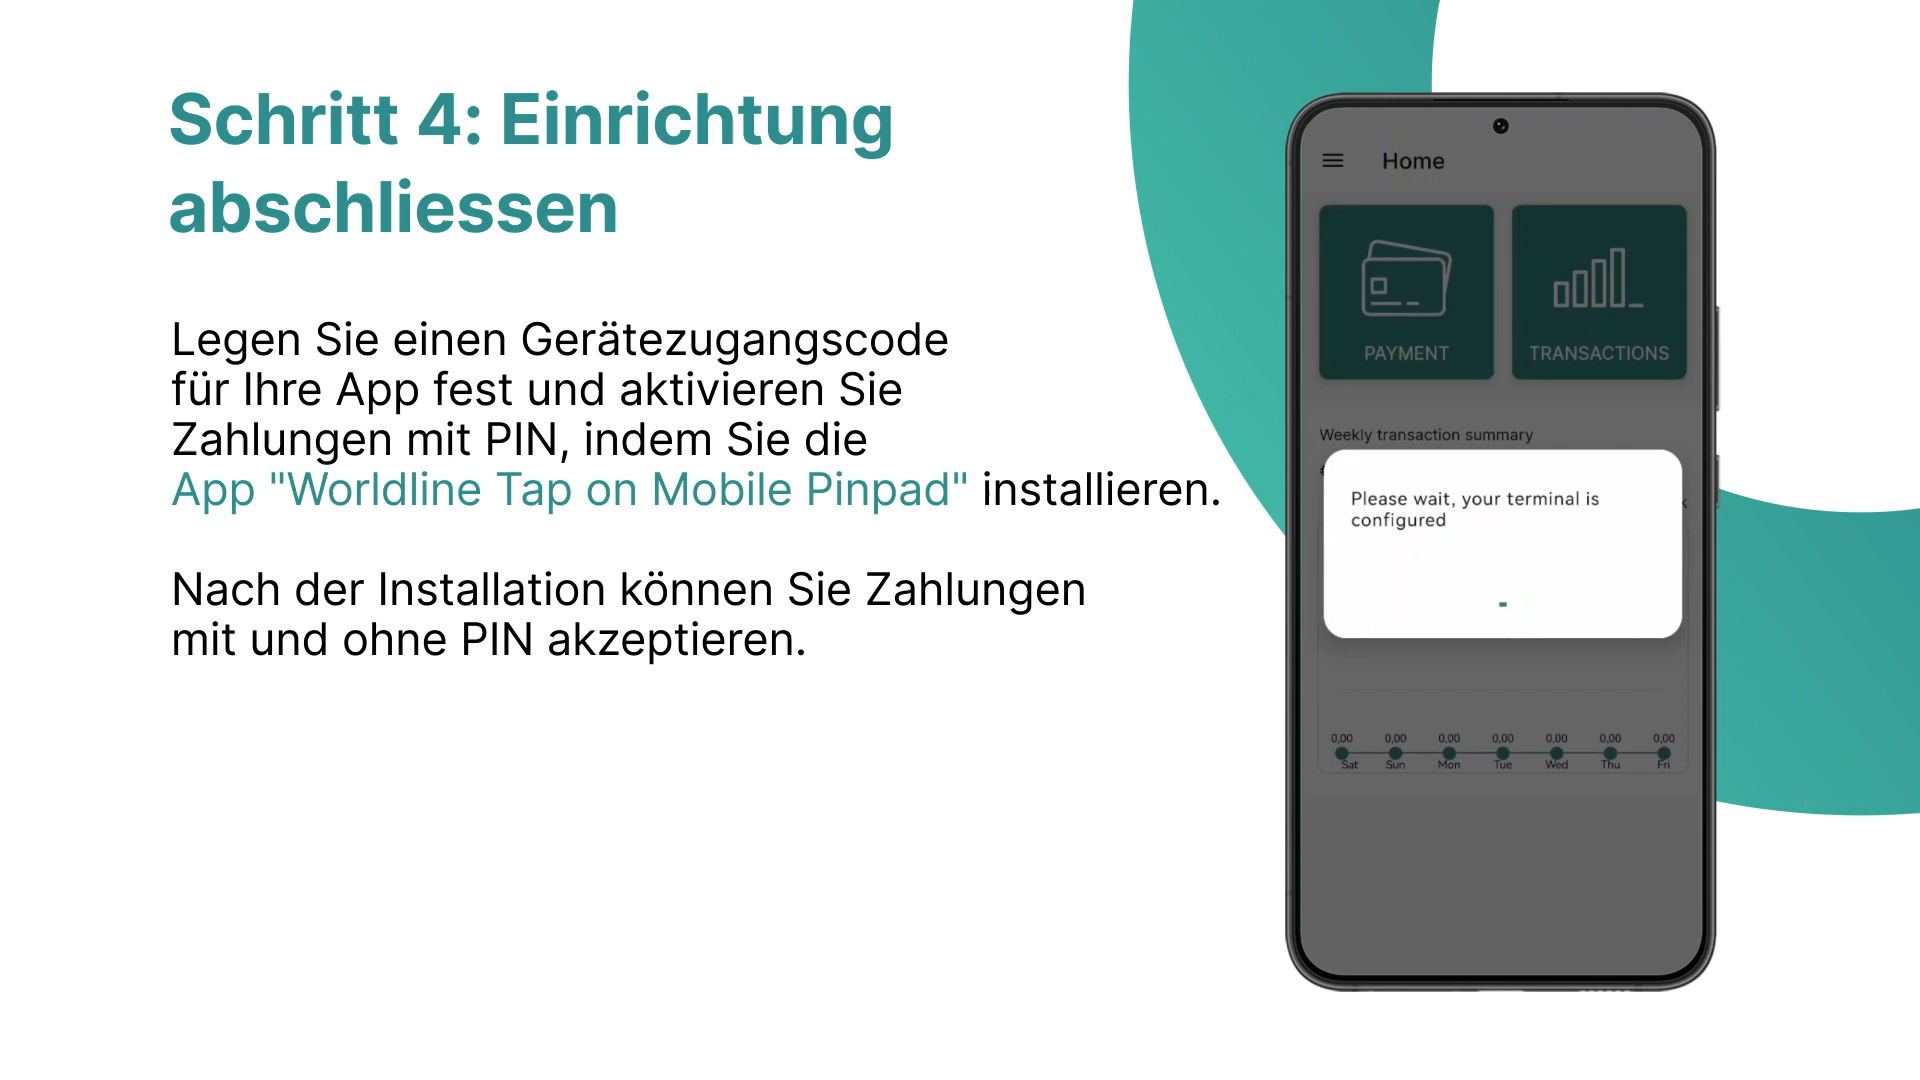 Schritt 4: Einrichtung
abschliessen
Legen Sie einen Gerätezugangscode
für Ihre App fest und aktivieren Sie
Zahlungen mit PIN, indem Sie die
App "Worldline Tap on Mobile Pinpad" installieren.
Nach der Installation können Sie Zahlungen
mit und ohne PIN akzeptieren.
Home
PAYMENT TRANSACTIONS
Weekly transaction summary
Please wait, your terminal is
configured
0,00 0,00 0,00 0,00 0,00 0,00 0,00
Sat Sun Mon Tue Wed Thu Fri